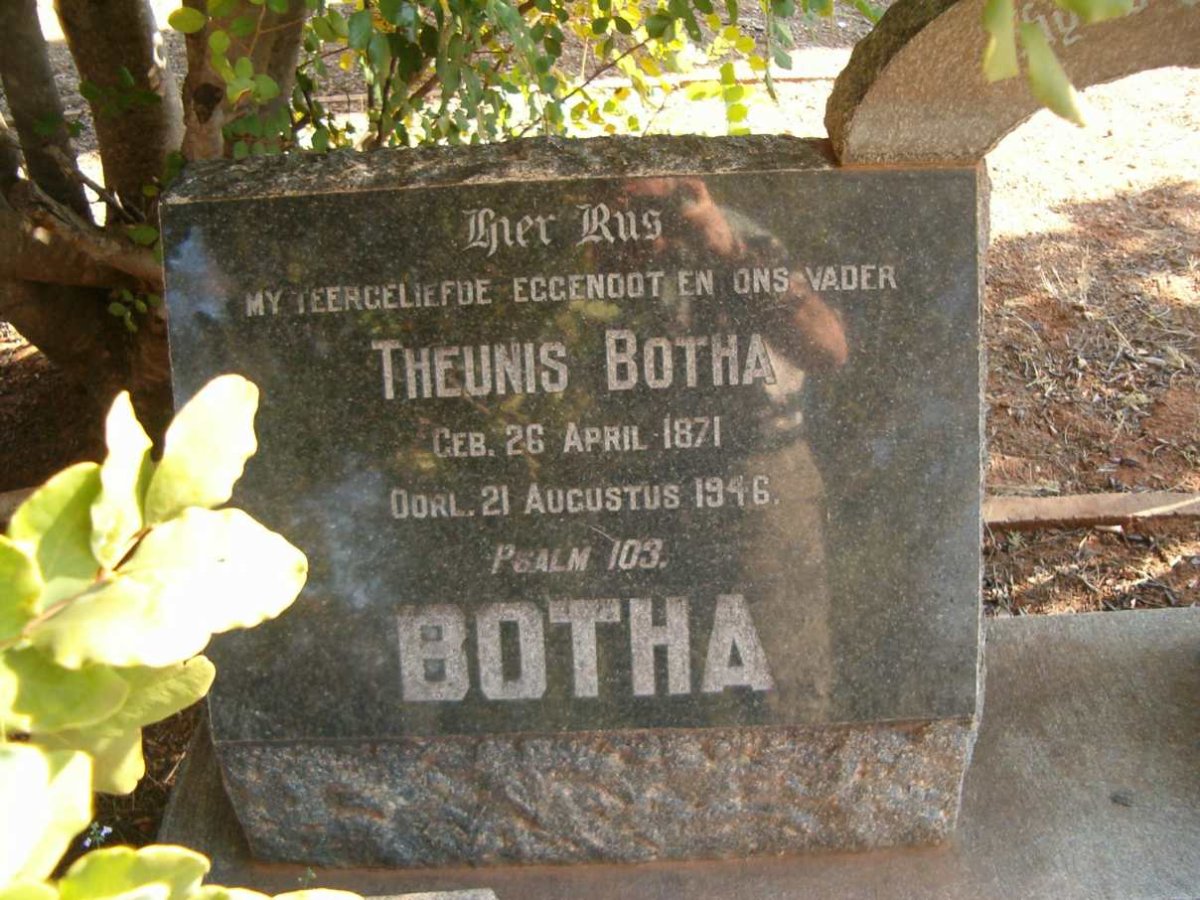 Hier Rus
MY TEERGELIEFDE EGGENOOT EN ONS VADER
THEUNIS BOTHA
GEB. 26 APRIL 1871
OORL. 21 AUGUSTUS 1946.
PSALM 103.
BOTHA